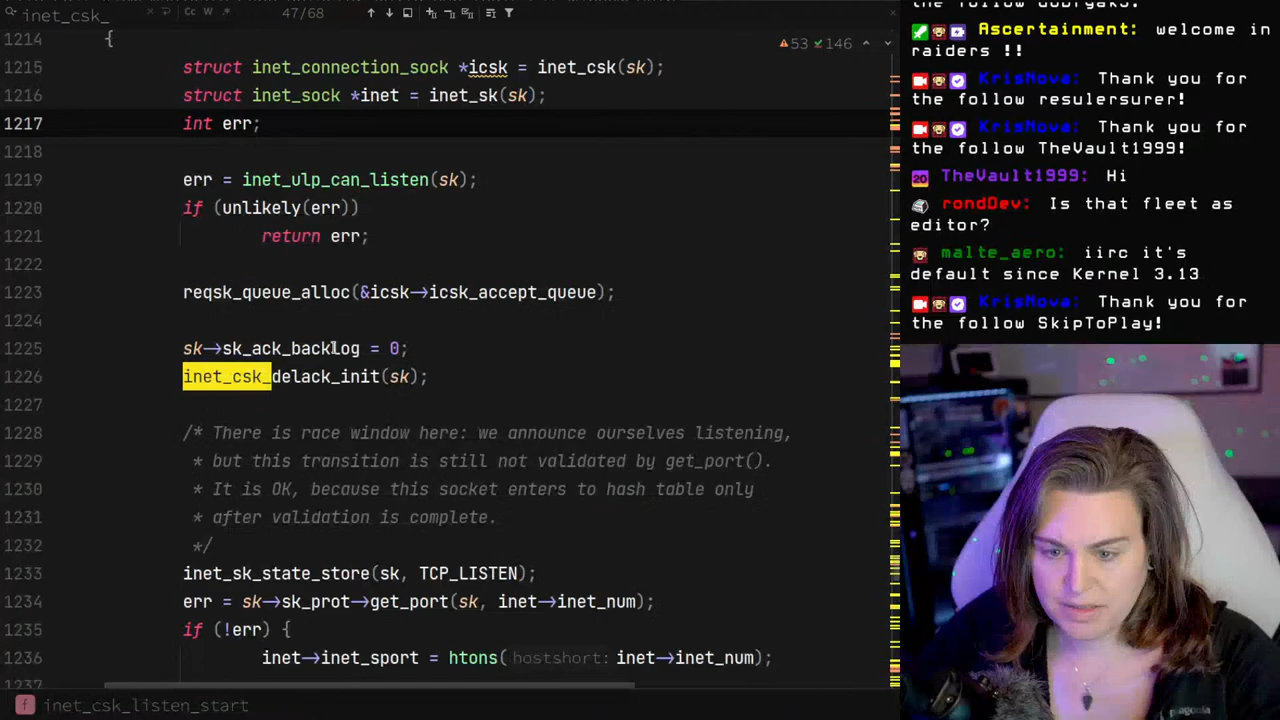 inet_csk_
Cc W .*
47/68
53 146
1214 {
1215 struct inet_connection_sock *icsk = inet_csk(sk);
1216 struct inet_sock *inet = inet_sk(sk);
1217 int err;
1218
1219 err = inet_ulp_can_listen(sk);
1220 if (unlikely(err))
1221 return err;
1222
1223 reqsk_queue_alloc(&icsk->icsk_accept_queue);
1224
1225 sk->sk_ack_backlog = 0;
1226 inet_csk_delack_init(sk);
1227
1228 /* There is race window here: we announce ourselves listening,
1229 * but this transition is still not validated by get_port().
1230 * It is OK, because this socket enters to hash table only
1231 * after validation is complete.
1232 */
1233 inet_sk_state_store(sk, TCP_LISTEN);
1234 err = sk->sk_prot->get_port(sk, inet->inet_num);
1235 if (!err) {
1236 inet->inet_sport = htons( hostshort: inet->inet_num);
1237
f inet_csk_listen_start
Ascertainment: welcome in
raiders !!
KrisNova: Thank you for
the follow resulersurer!
KrisNova: Thank you for
the follow TheVault1999!
20 TheVault1999: Hi
rondDev: Is that fleet as
editor?
malte_aero: iirc it's
default since Kernel 3.13
KrisNova: Thank you for
the follow SkipToPlay!
patagonia